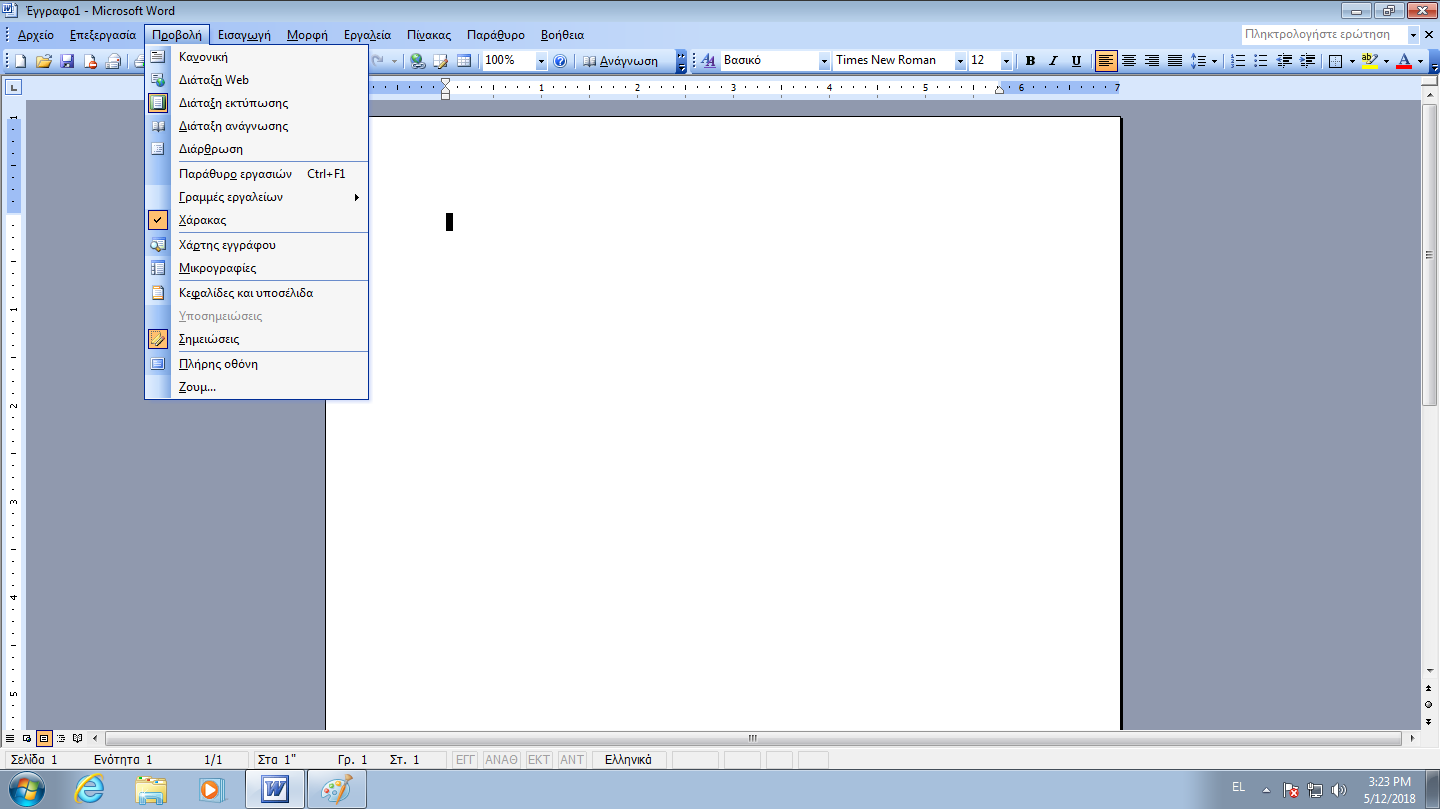 Έγγραφο1 - Microsoft Word
Αρχείο Επεξεργασία Προβολή Εισαγωγή Μορφή Εργαλεία Πίνακας Παράθυρο Βοήθεια Πληκτρολογήστε ερώτηση
100% Ανάγνωση Βασικό Times New Roman 12 B I U
1 2 3 4 5 6 7
Κανονική
Διάταξη Web
Διάταξη εκτύπωσης
Διάταξη ανάγνωσης
Διάρθρωση
Παράθυρο εργασιών Ctrl+F1
Γραμμές εργαλείων
Χάρακας
Χάρτης εγγράφου
Μικρογραφίες
Κεφαλίδες και υποσέλιδα
Υποσημειώσεις
Σημειώσεις
Πλήρης οθόνη
Ζουμ...
1
1
2
3
4
5
Σελίδα 1 Ενότητα 1 1/1 Στα 1" Γρ. 1 Στ. 1 ΕΓΓ ΑΝΑΘ ΕΚΤ ΑΝΤ Ελληνικά
EL 3:23 PM
5/12/2018